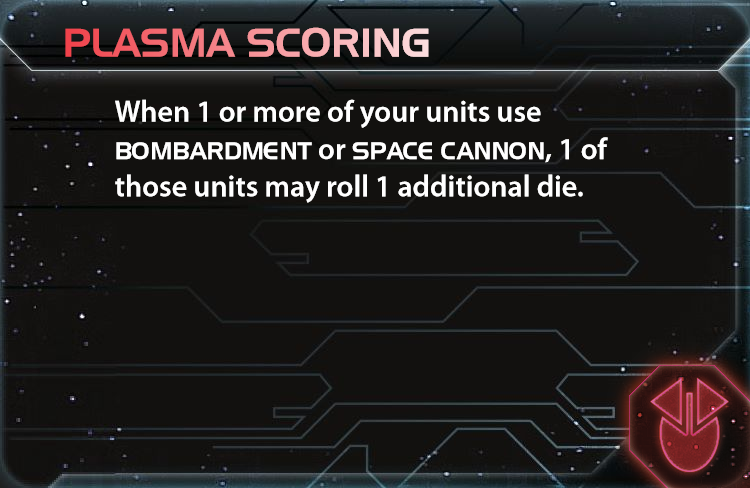 PLASMA SCORING
When 1 or more of your units use
BOMBARDMENT or SPACE CANNON, 1 of
those units may roll 1 additional die.